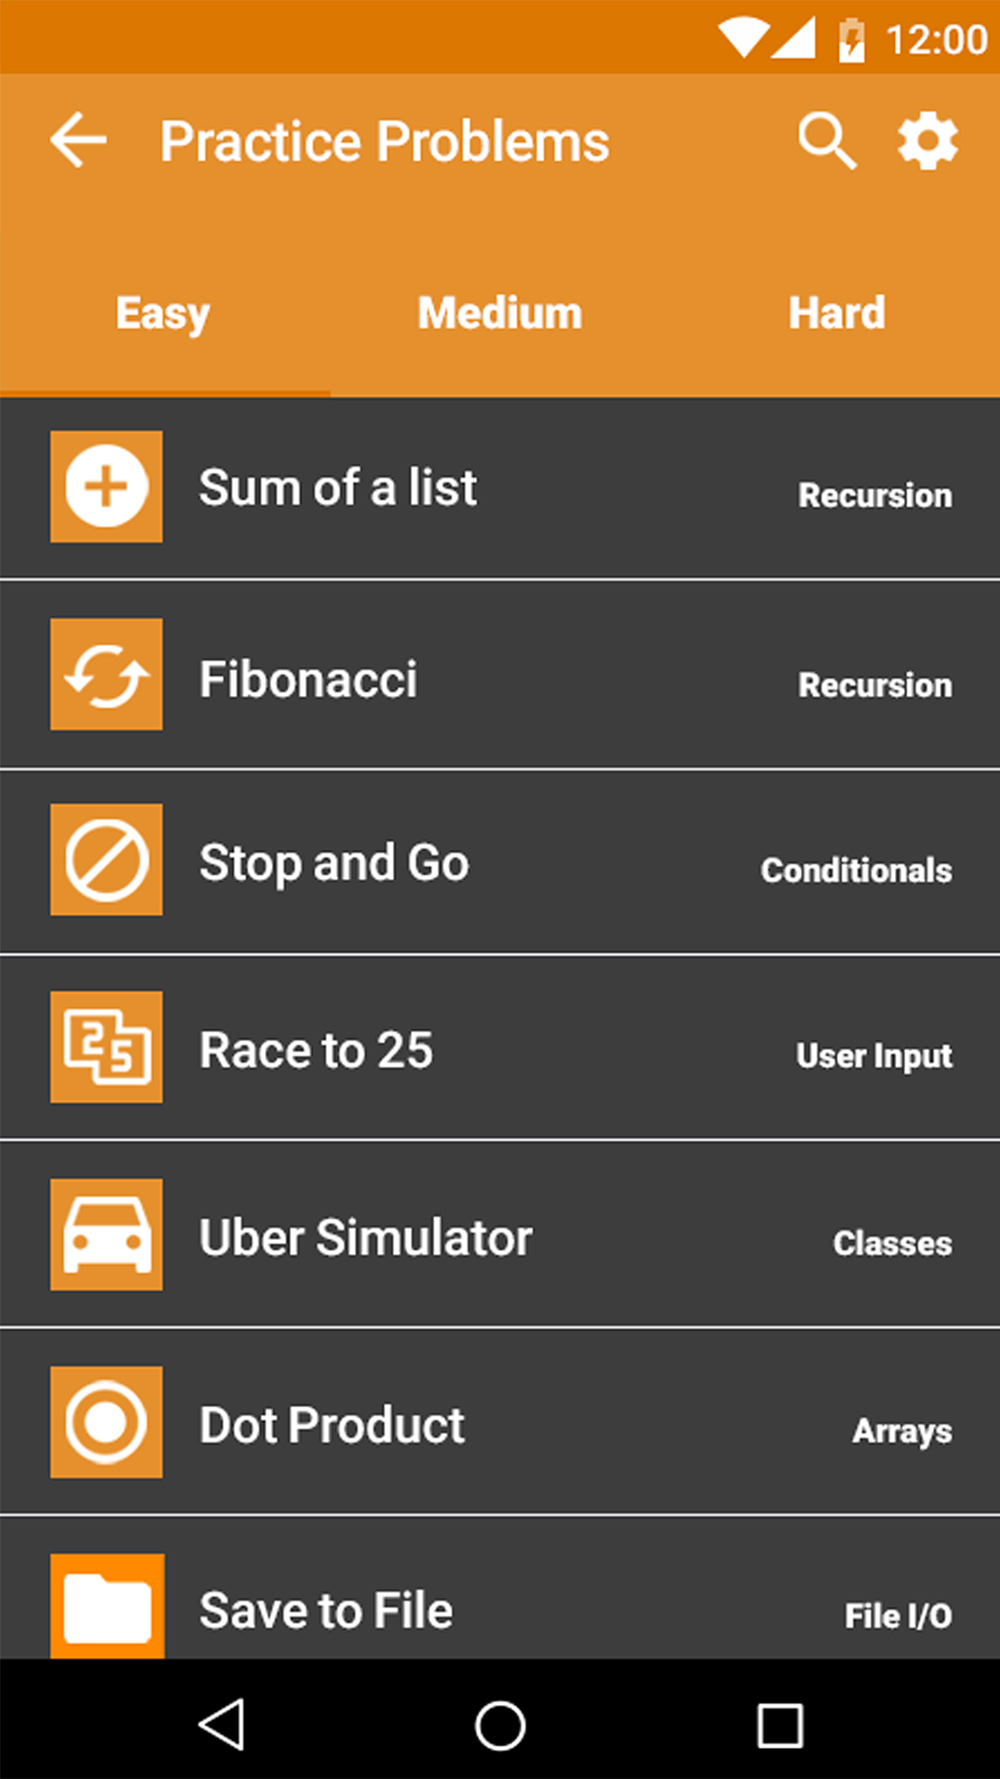 12:00
Practice Problems
Easy Medium Hard
Sum of a list Recursion
Fibonacci Recursion
Stop and Go Conditionals
25
Race to 25 User Input
Uber Simulator Classes
Dot Product Arrays
Save to File File I/O